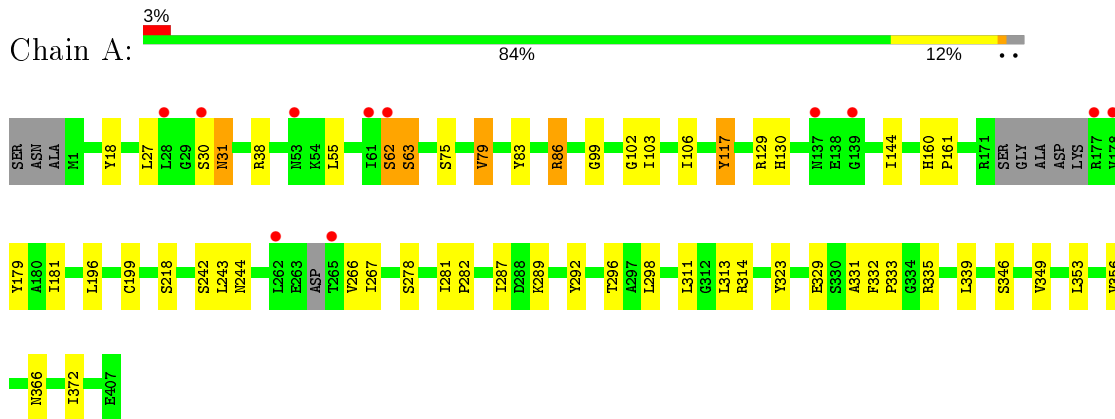 3%
Chain A:
84% 12% • •
SER ASN ALA M1 Y18 L27 L28 G29 S30 N31 R38 N53 K54 L55 I61 S62 S63 S75 V79 Y83 R86 G99 G102 I103 I106 Y117 R129 H130 N137 E138 G139 I144 H160 P161 R171 SER GLY ALA ASP LYS R177 V178
Y179 A180 I181 L196 C199 S218 S242 L243 N244 L262 E263 ASP T265 V266 I267 S278 I281 P282 I287 D288 K289 Y292 T296 A297 L298 L311 G312 L313 R314 Y323 E329 S330 A331 F332 P333 G334 R335 L339 S346 V349 L353 V356
N366 I372 E407